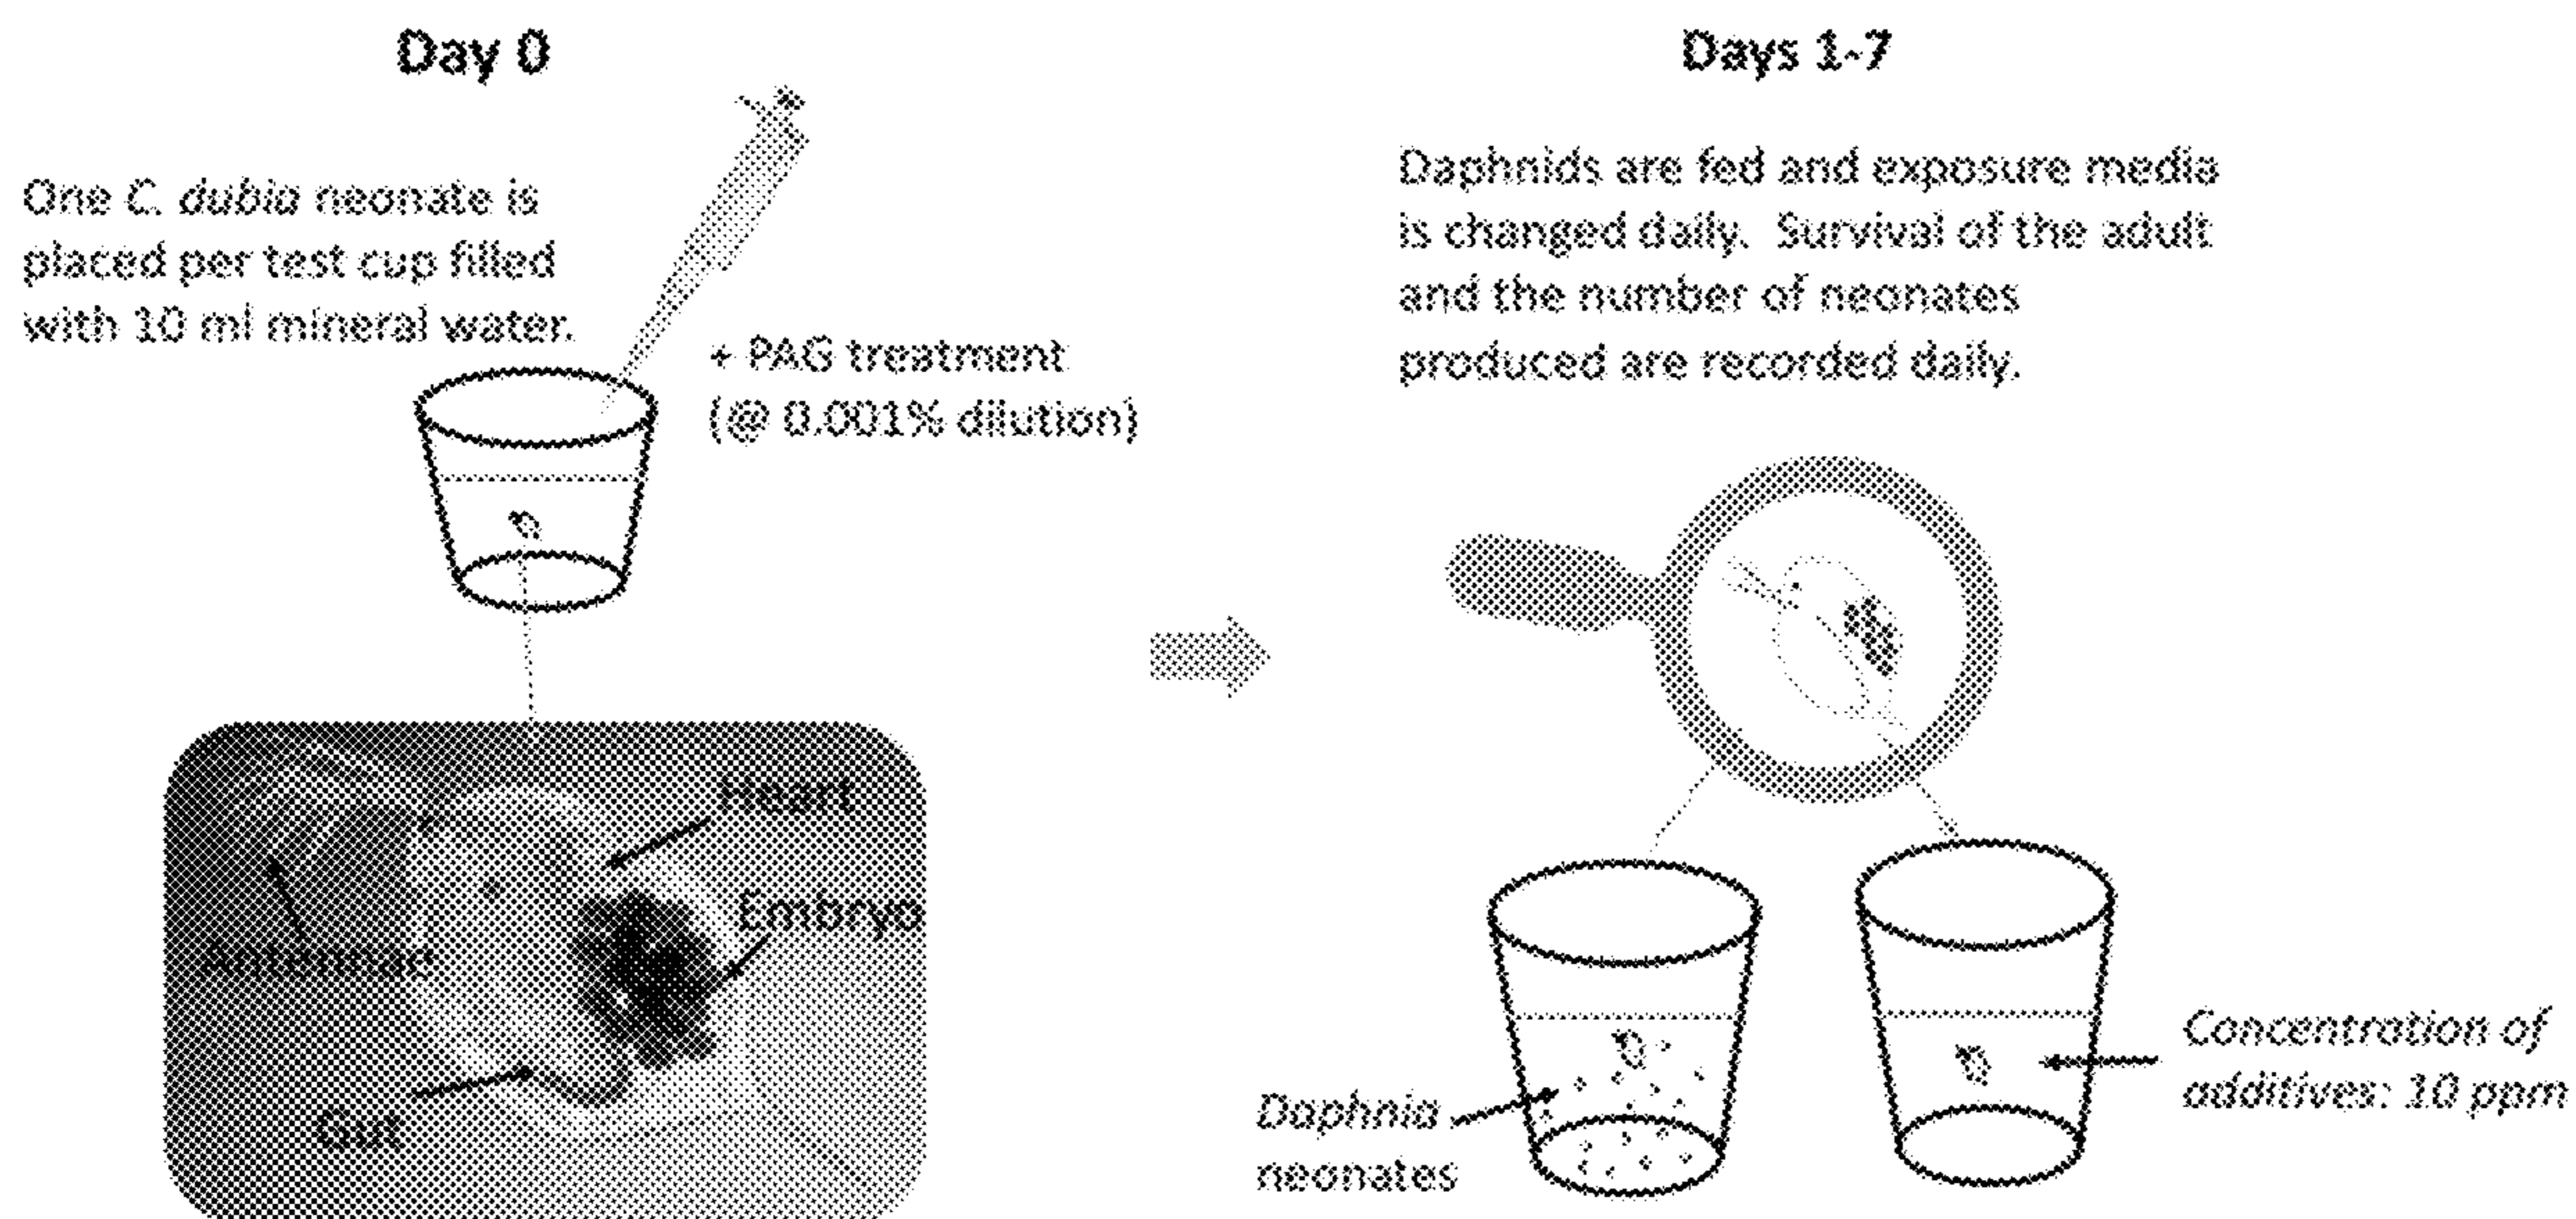 Day 0
One C. dubia neonate is
placed per test cup filled
with 10 ml mineral water.
+ PAG treatment
(@ 0.001% dilution)
Heart
Embryo
Antennae
Gut
Days 1-7
Daphnids are fed and exposure media
is changed daily. Survival of the adult
and the number of neonates
produced are recorded daily.
Daphnia
neonates
Concentration of
additives: 10 ppm